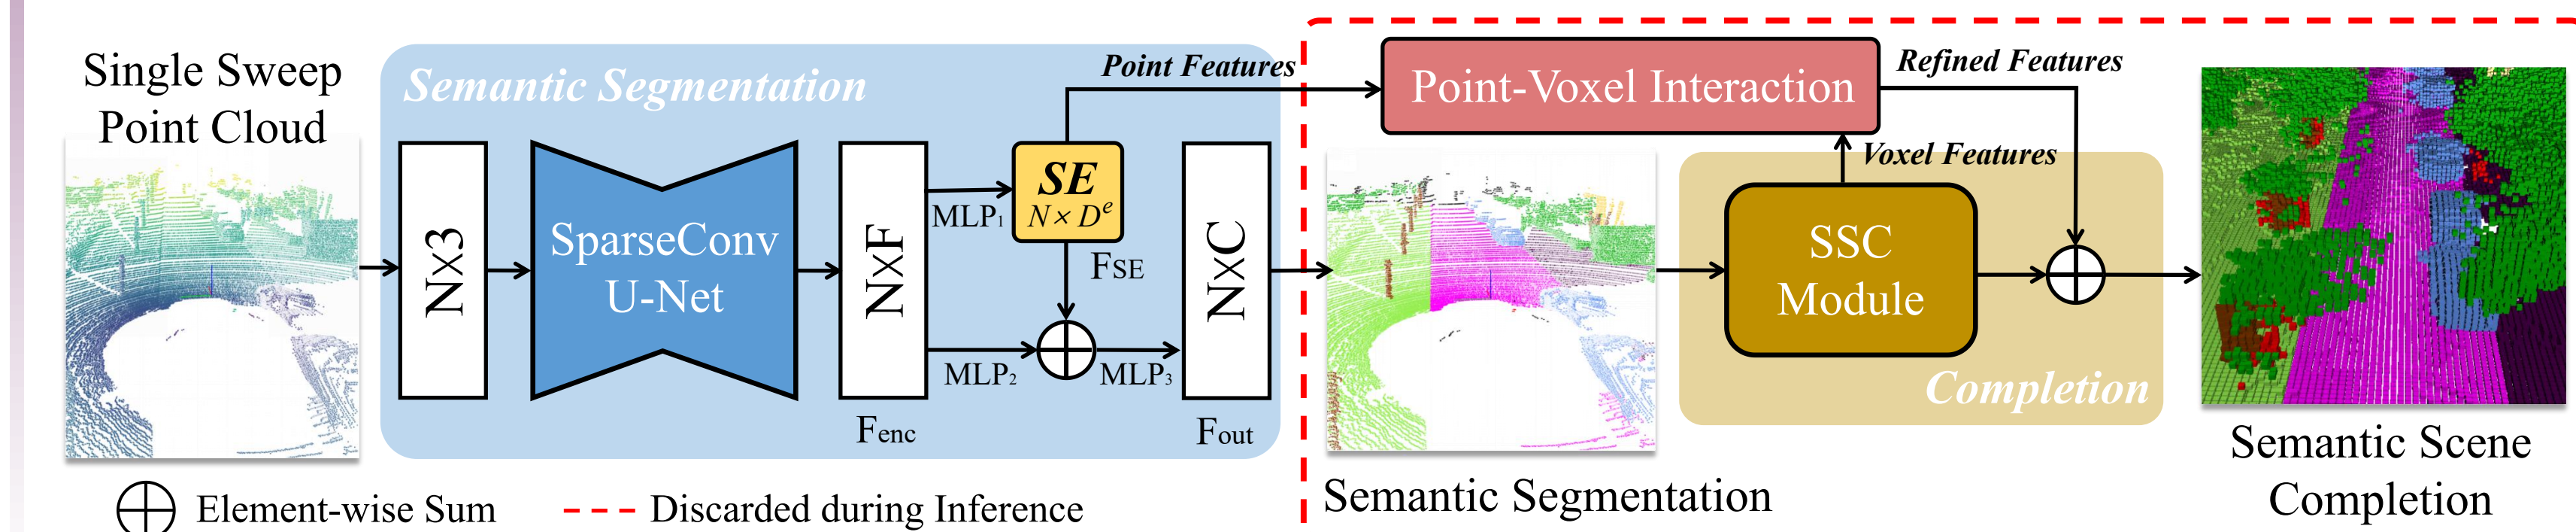 Single Sweep
Point Cloud
Semantic Segmentation
N×3
SparseConv
U-Net
N×F
Fenc
MLP1
MLP2
SE
N× Dᵉ
FSE
MLP3
N×C
Fout
Point Features
Point-Voxel Interaction
Refined Features
Voxel Features
SSC
Module
Completion
Semantic Segmentation
Semantic Scene
Completion
Element-wise Sum
Discarded during Inference